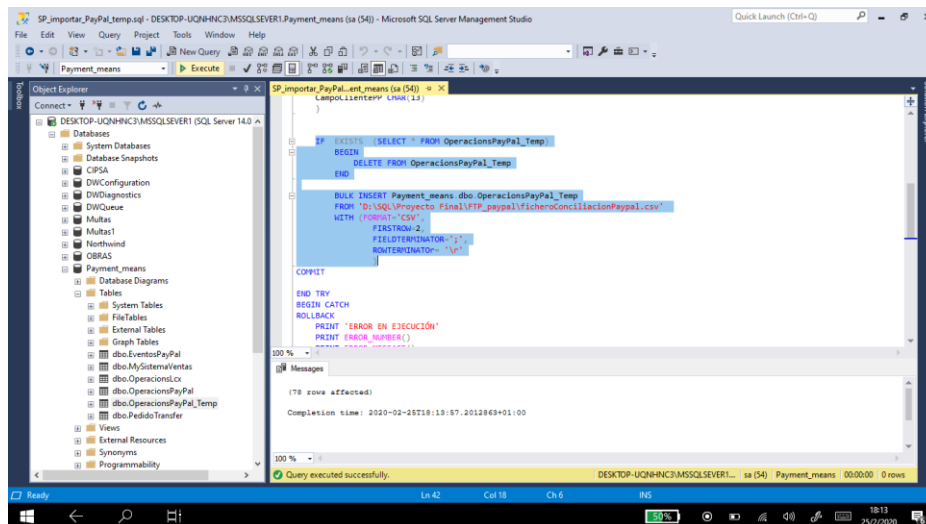 SP_importar_PayPal_temp.sql - DESKTOP-UQNHNC3\MSSQLSEVER1.Payment_means (sa (54)) - Microsoft SQL Server Management Studio
Quick Launch (Ctrl+Q)
File Edit View Query Project Tools Window Help
New Query
Payment_means
Execute
Toolbox
Object Explorer
SP_importar_PayPal...ent_means (sa (54))
Connect
DESKTOP-UQNHNC3\MSSQLSEVER1 (SQL Server 14.0
Databases
System Databases
Database Snapshots
CIPSA
DWConfiguration
DWDiagnostics
DWQueue
Multas
Multas1
Northwind
OBRAS
Payment_means
Database Diagrams
Tables
System Tables
FileTables
External Tables
Graph Tables
dbo.EventosPayPal
dbo.MySistemaVentas
dbo.OperacionsLcx
dbo.OperacionsPayPal
dbo.OperacionsPayPal_Temp
dbo.PedidoTransfer
Views
External Resources
Synonyms
Programmability
CampoClientePP CHAR(13)
)
IF EXISTS (SELECT * FROM OperacionsPayPal_Temp)
BEGIN
DELETE FROM OperacionsPayPal_Temp
END
BULK INSERT Payment_means.dbo.OperacionsPayPal_Temp
FROM 'D:\SQL\Proyecto Final\FTP_paypal\ficheroConciliacionPaypal.csv'
WITH (FORMAT='CSV',
FIRSTROW=2,
FIELDTERMINATOR=';',
ROWTERMINATOr= '\r'
)
COMMIT
END TRY
BEGIN CATCH
ROLLBACK
PRINT 'ERROR EN EJECUCIÓN'
PRINT ERROR_NUMBER()
100 %
Messages
(78 rows affected)
Completion time: 2020-02-25T18:13:57.2012863+01:00
100 %
Query executed successfully.
DESKTOP-UQNHNC3\MSSQLSEVER1... sa (54) Payment_means 00:00:00 0 rows
Ready
Ln 42 Col 18 Ch 6 INS
50%
18:13
25/2/2020